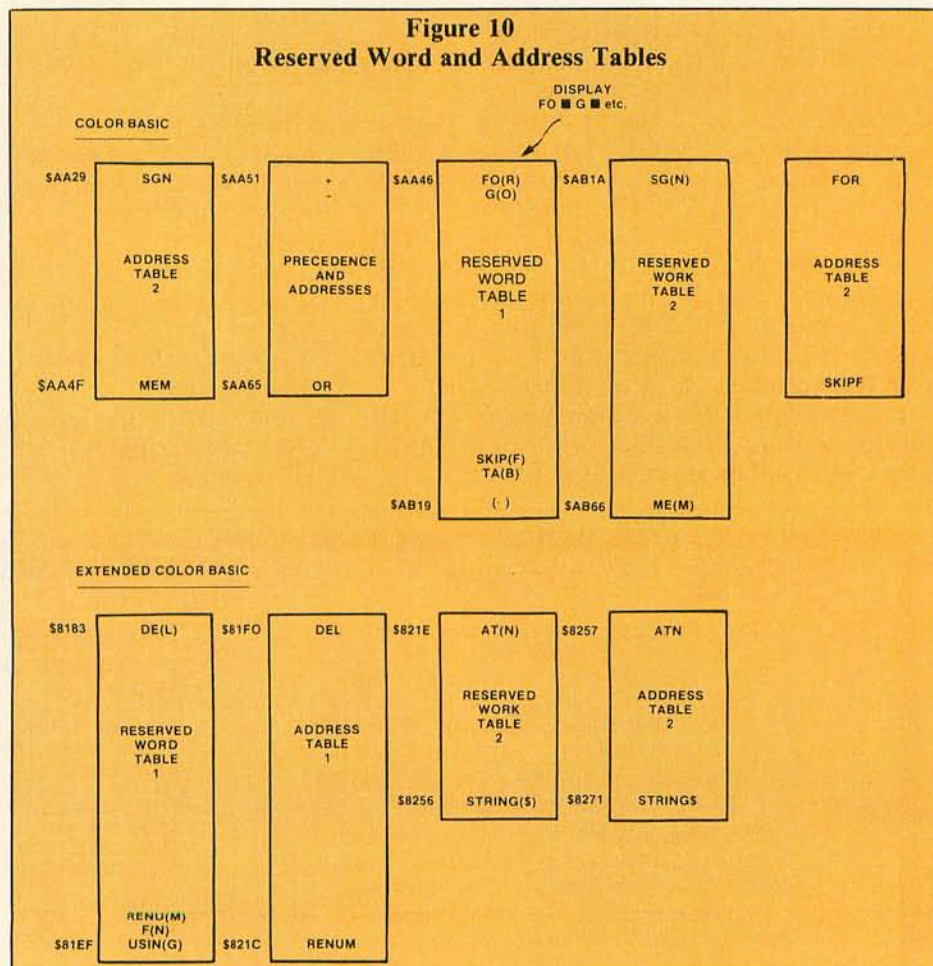 Figure 10
Reserved Word and Address Tables
DISPLAY
FO ■ G ■ etc.
COLOR BASIC
$AA29
SGN
ADDRESS
TABLE
2
$AA4F
MEM
$AA51
+
-
PRECEDENCE
AND
ADDRESSES
$AA65
OR
$AA46
FO(R)
G(O)
RESERVED
WORD
TABLE
1
SKIP(F)
TA(B)
$AB19
$AB1A
SG(N)
RESERVED
WORK
TABLE
2
$AB66
ME(M)
FOR
ADDRESS
TABLE
2
SKIPF
EXTENDED COLOR BASIC
$8183
DE(L)
RESERVED
WORD
TABLE
1
RENU(M)
F(N)
$81EF
USIN(G)
$81F0
DEL
ADDRESS
TABLE
1
$821C
RENUM
$821E
AT(N)
RESERVED
WORK
TABLE
2
$8256
STRING($)
$8257
ATN
ADDRESS
TABLE
2
$8271
STRING$